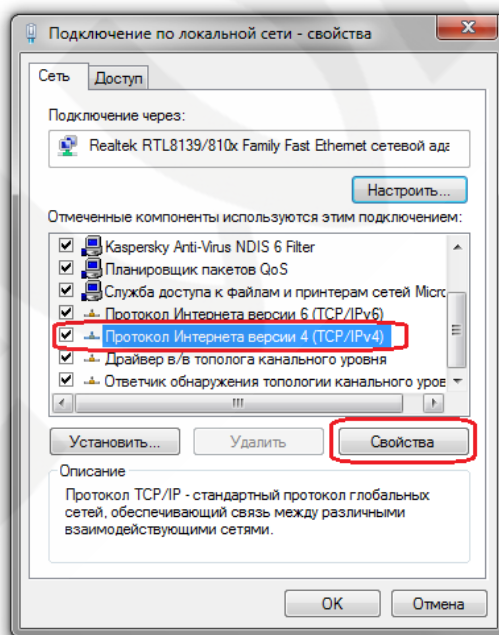 Подключение по локальной сети - свойства
Сеть
Доступ
Подключение через:
Realtek RTL8139/810x Family Fast Ethernet сетевой ада
Настроить...
Отмеченные компоненты используются этим подключением:
Kaspersky Anti-Virus NDIS 6 Filter
Планировщик пакетов QoS
Служба доступа к файлам и принтерам сетей Micro
Протокол Интернета версии 6 (TCP/IPv6)
Протокол Интернета версии 4 (TCP/IPv4)
Драйвер в/в тополога канального уровня
Ответчик обнаружения топологии канального уров
Установить...
Удалить
Свойства
Описание
Протокол TCP/IP - стандартный протокол глобальных
сетей, обеспечивающий связь между различными
взаимодействующими сетями.
OK
Отмена